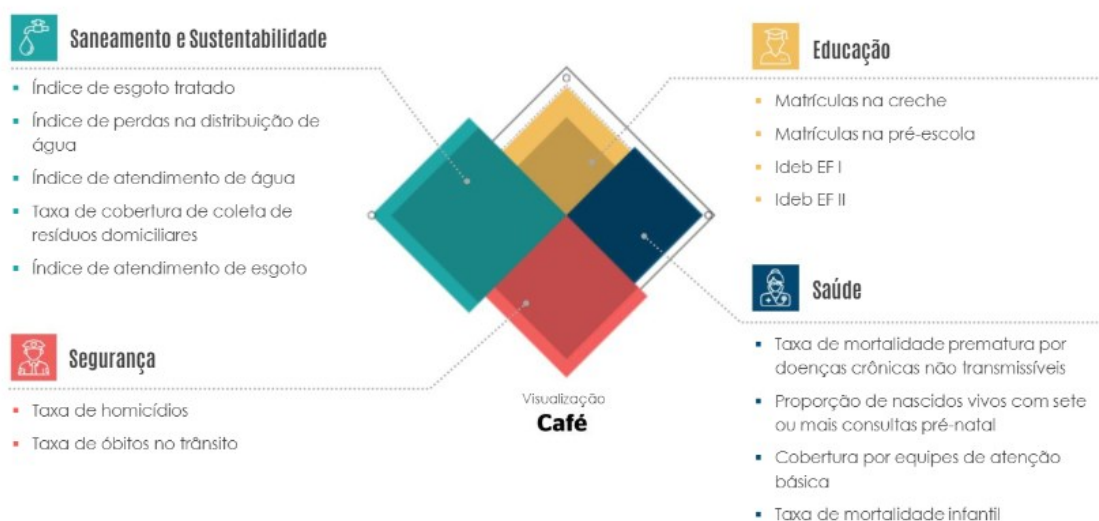 Saneamento e Sustentabilidade
▪ Índice de esgoto tratado
▪ Índice de perdas na distribuição de
água
▪ Índice de atendimento de água
▪ Taxa de cobertura de coleta de
resíduos domiciliares
▪ Índice de atendimento de esgoto
Segurança
▪ Taxa de homicídios
▪ Taxa de óbitos no trânsito
Visualização
Café
Educação
▪ Matrículas na creche
▪ Matrículas na pré-escola
▪ Ideb EF I
▪ Ideb EF II
Saúde
▪ Taxa de mortalidade prematura por
doenças crônicas não transmissíveis
▪ Proporção de nascidos vivos com sete
ou mais consultas pré-natal
▪ Cobertura por equipes de atenção
básica
▪ Taxa de mortalidade infantil